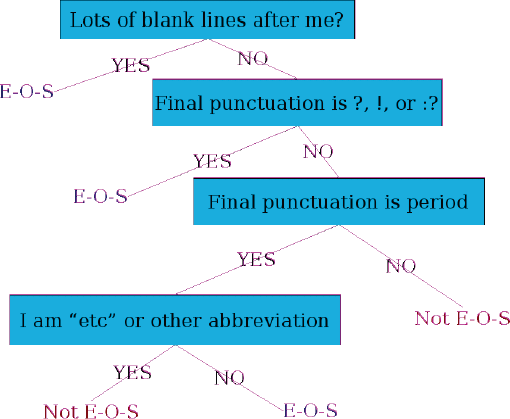 Lots of blank lines after me?
YES
NO
E-O-S
Final punctuation is ?, !, or :?
YES
NO
E-O-S
Final punctuation is period
YES
NO
I am “etc” or other abbreviation
Not E-O-S
YES
NO
Not E-O-S
E-O-S